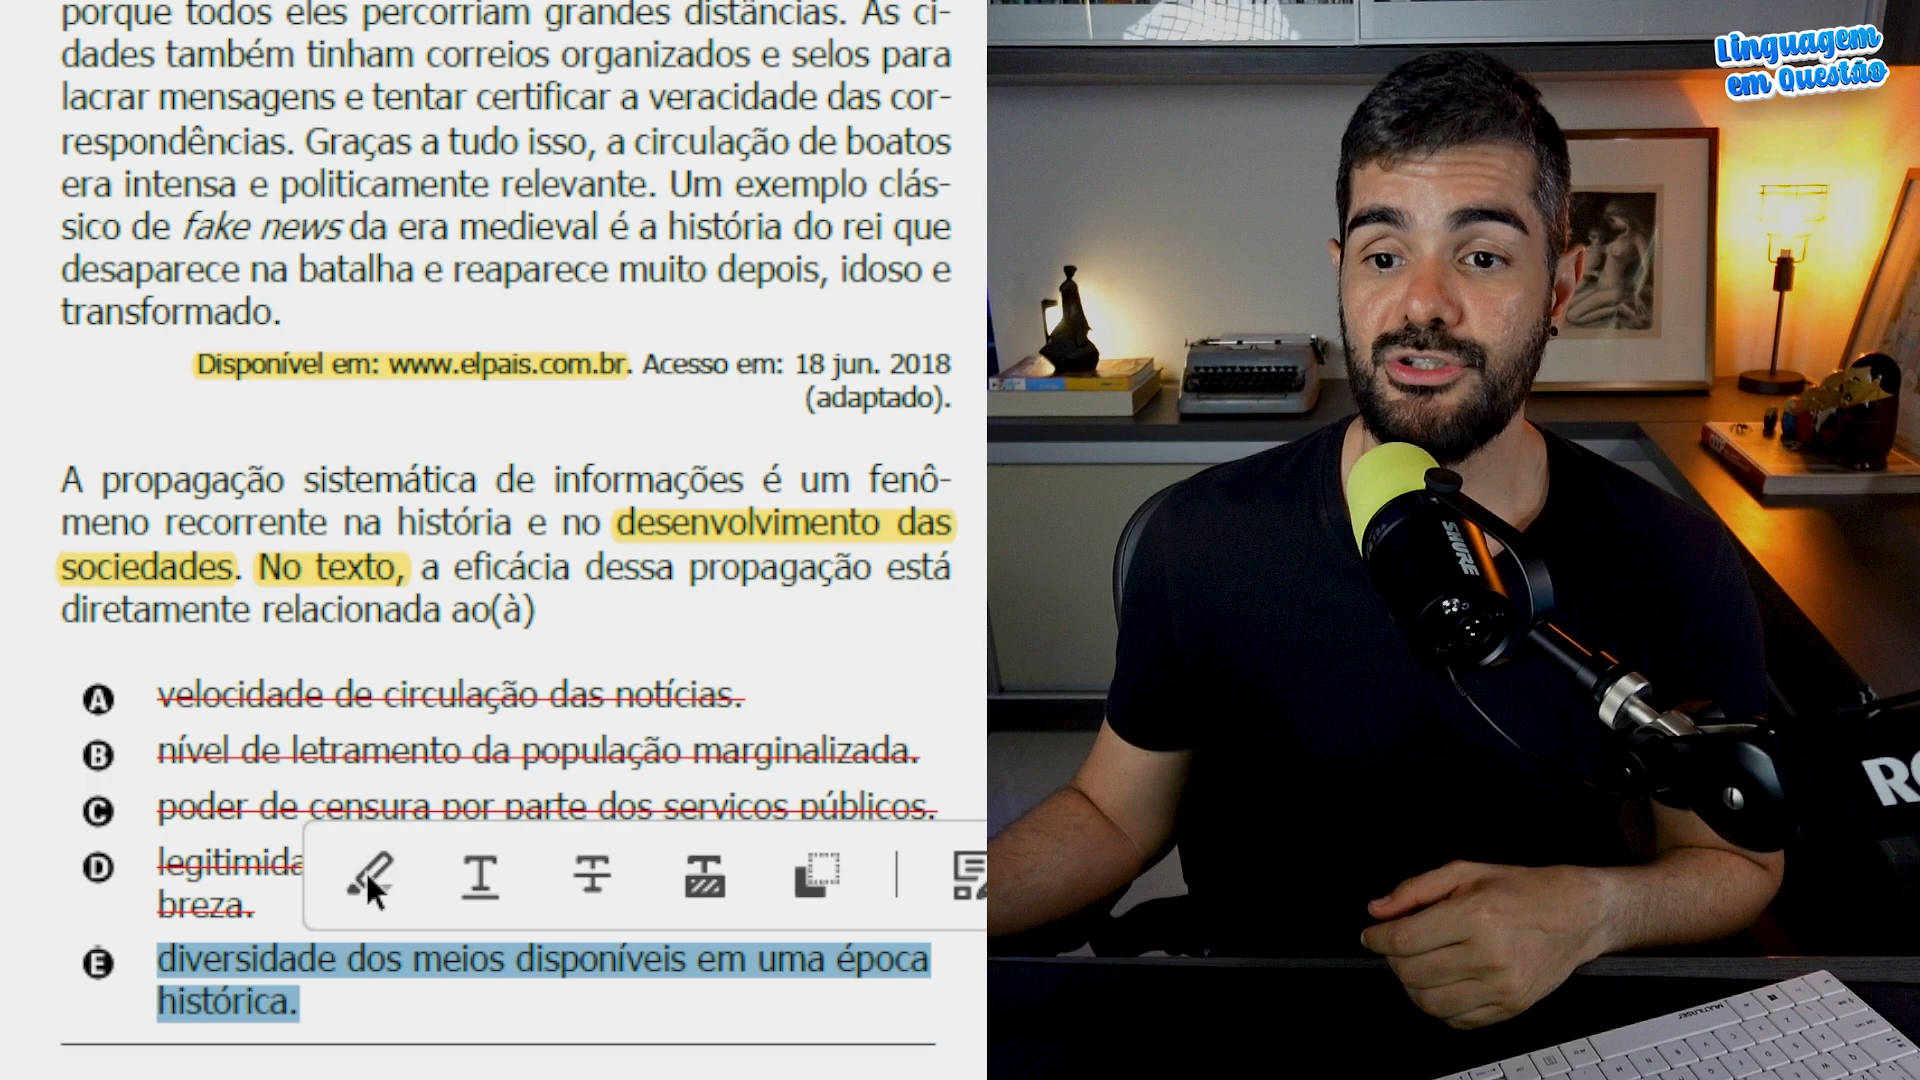 porque todos eles percorriam grandes distâncias. As ci-
dades também tinham correios organizados e selos para
lacrar mensagens e tentar certificar a veracidade das cor-
respondências. Graças a tudo isso, a circulação de boatos
era intensa e politicamente relevante. Um exemplo clás-
sico de fake news da era medieval é a história do rei que
desaparece na batalha e reaparece muito depois, idoso e
transformado.
Disponível em: www.elpais.com.br. Acesso em: 18 jun. 2018
(adaptado).
A propagação sistemática de informações é um fenô-
meno recorrente na história e no desenvolvimento das
sociedades. No texto, a eficácia dessa propagação está
diretamente relacionada ao(à)
A velocidade de circulação das notícias.
B nível de letramento da população marginalizada.
C poder de censura por parte dos serviços públicos.
D legitimida
breza.
E diversidade dos meios disponíveis em uma época
histórica.
Linguagem
em Questão
SHURE